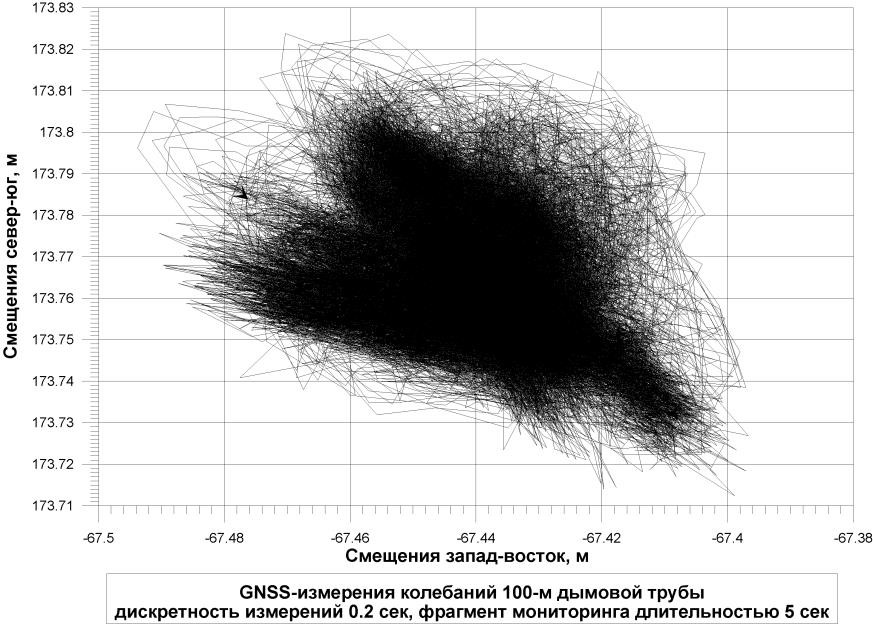 173.83
173.82
173.81
173.8
173.79
173.78
173.77
173.76
173.75
173.74
173.73
173.72
173.71
Смещения север-юг, м
-67.5 -67.48 -67.46 -67.44 -67.42 -67.4 -67.38
Смещения запад-восток, м
GNSS-измерения колебаний 100-м дымовой трубы
дискретность измерений 0.2 сек, фрагмент мониторинга длительностью 5 сек